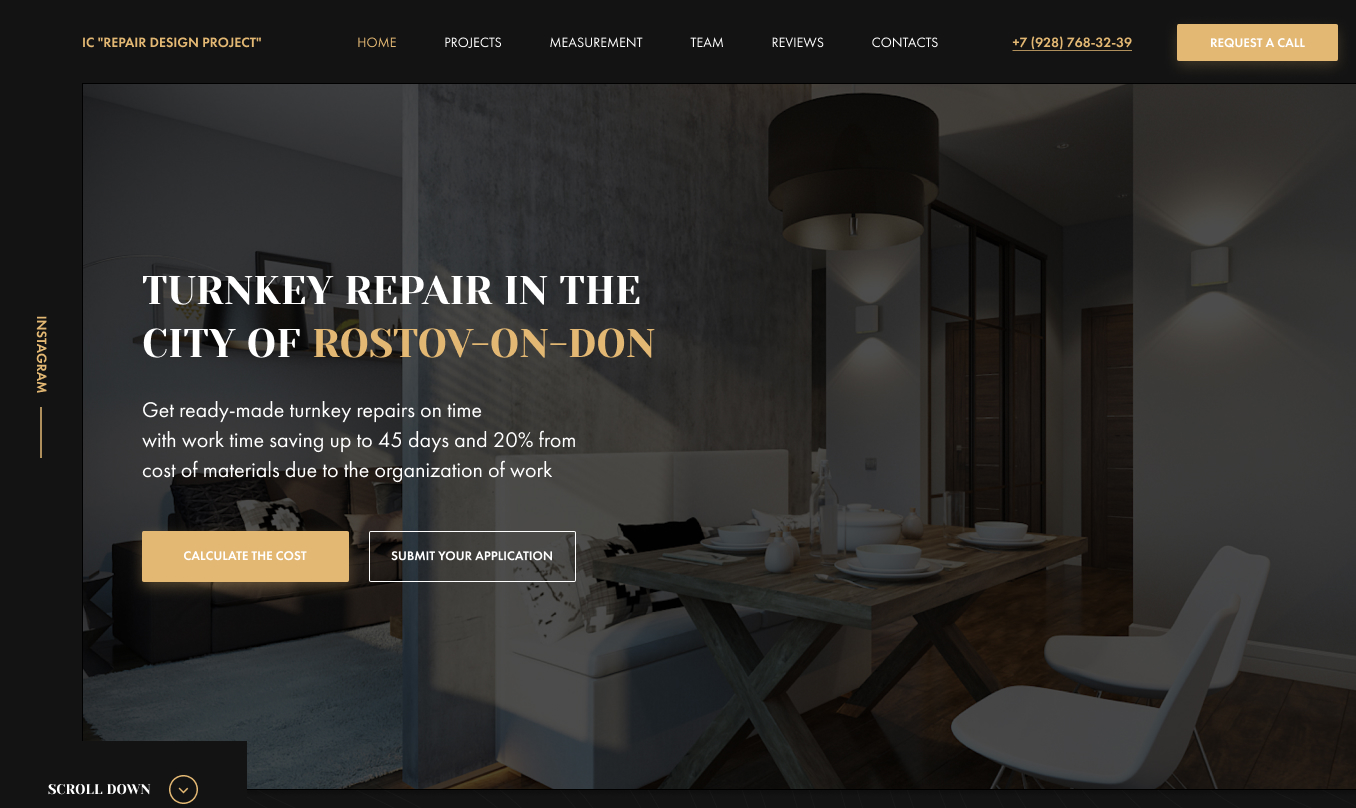 IC "REPAIR DESIGN PROJECT"
HOME
PROJECTS
MEASUREMENT
TEAM
REVIEWS
CONTACTS
+7 (928) 768-32-39
REQUEST A CALL
INSTAGRAM
TURNKEY REPAIR IN THE
CITY OF ROSTOV-ON-DON
Get ready-made turnkey repairs on time
with work time saving up to 45 days and 20% from
cost of materials due to the organization of work
CALCULATE THE COST
SUBMIT YOUR APPLICATION
SCROLL DOWN